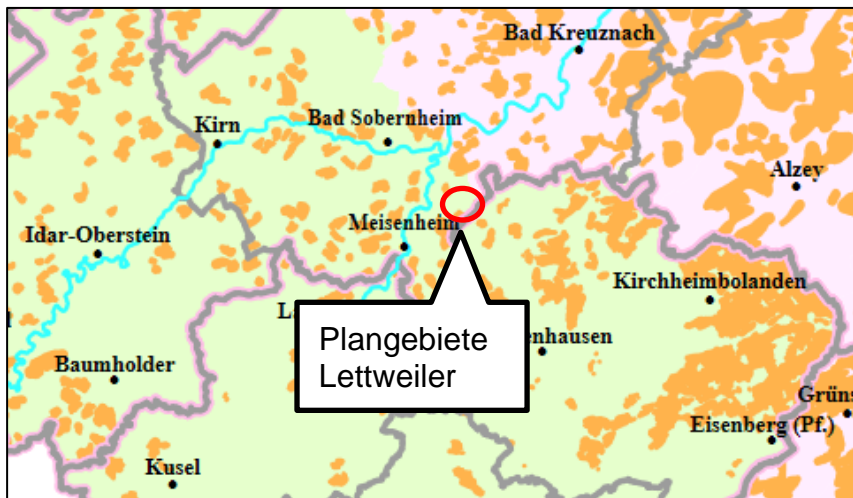 Bad Kreuznach
Bad Sobernheim
Kirn
Alzey
Meisenheim
Idar-Oberstein
Kirchheimbolanden
Plangebiete
Lettweiler
Baumholder
Eisenberg (Pf.)
Kusel